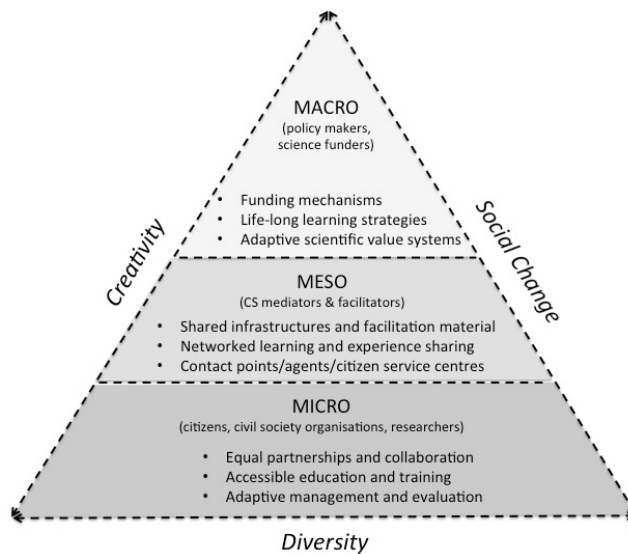 MACRO
(policy makers,
science funders)
• Funding mechanisms
• Life-long learning strategies
• Adaptive scientific value systems
Creativity
Social Change
MESO
(CS mediators & facilitators)
• Shared infrastructures and facilitation material
• Networked learning and experience sharing
• Contact points/agents/citizen service centres
MICRO
(citizens, civil society organisations, researchers)
• Equal partnerships and collaboration
• Accessible education and training
• Adaptive management and evaluation
Diversity